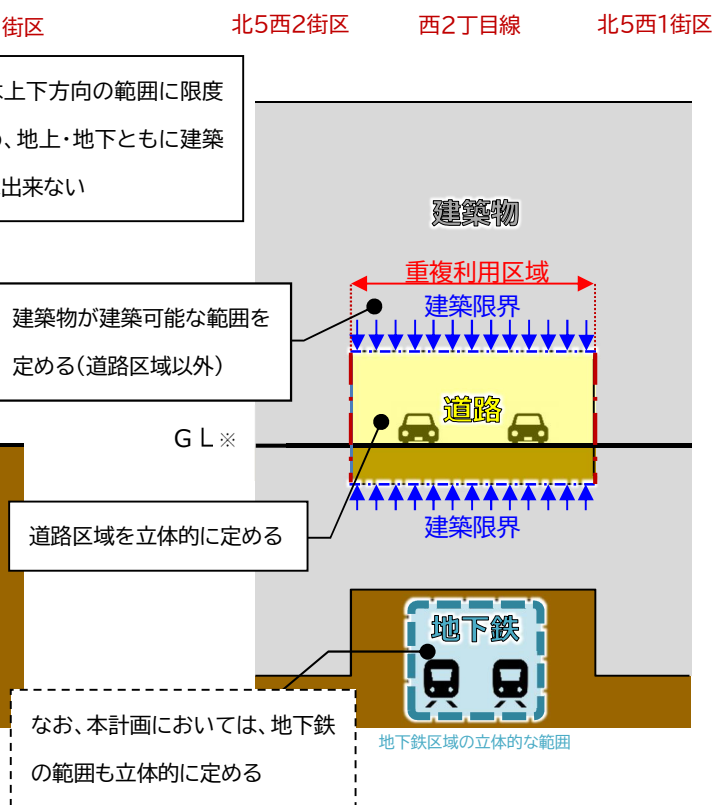 街区
北5西2街区
西2丁目線
北5西1街区
は上下方向の範囲に限度
め、地上・地下ともに建築
出来ない
建築物
重複利用区域
建築限界
建築物が建築可能な範囲を
定める(道路区域以外)
道路
GL※
道路区域を立体的に定める
建築限界
地下鉄
なお、本計画においては、地下鉄
の範囲も立体的に定める
地下鉄区域の立体的な範囲